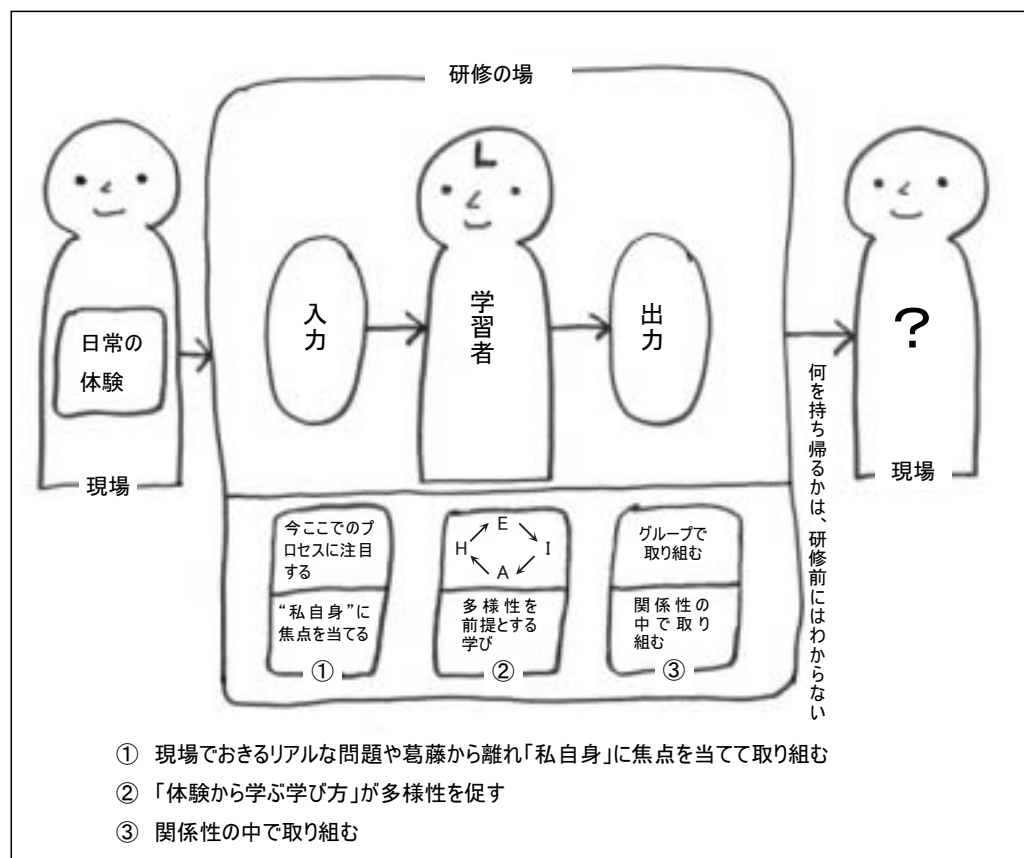 研修の場
L
日常の
体験
現場
入力
学習者
出力
?
現場
何を持ち帰るかは、研修前にはわからない
今ここでのプ
ロセスに注目
する
“私自身”に
焦点を当てる
①
E
H
I
A
多様性を
前提とする
学び
②
グループで
取り組む
関係性の
中で取り
組む
③
① 現場でおきるリアルな問題や葛藤から離れ「私自身」に焦点を当てて取り組む
② 「体験から学ぶ学び方」が多様性を促す
③ 関係性の中で取り組む